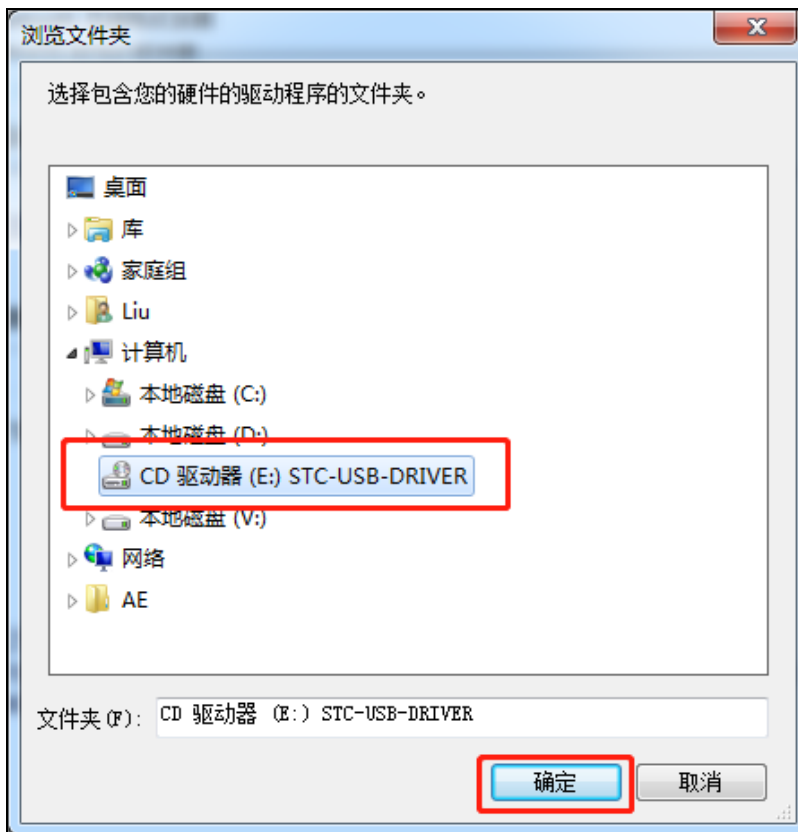 浏览文件夹
选择包含您的硬件的驱动程序的文件夹。
桌面
库
家庭组
Liu
计算机
本地磁盘 (C:)
本地磁盘 (D:)
CD 驱动器 (E:) STC-USB-DRIVER
本地磁盘 (V:)
网络
AE
文件夹(F): CD 驱动器 (E:) STC-USB-DRIVER
确定 取消